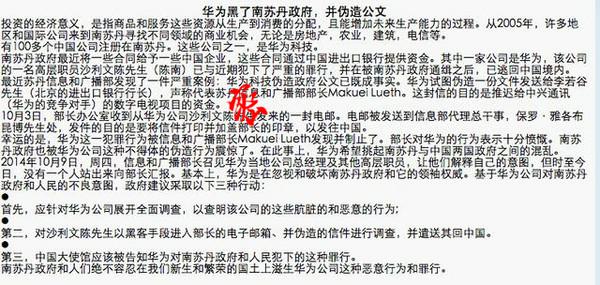 华为黑了南苏丹政府，并伪造公文
投资的经济意义，是指商品和服务这些资源从生产到消费的分配，且能增加未来生产能力的过程。从2005年，许多地
区和国际公司来到南苏丹寻找不同领域的商业机会，无论是房地产，农业，建筑，电信等。
有100多个中国公司注册在南苏丹。这些公司之一，是华为科技。
南苏丹政府最近将一些合同给予一些中国企业，这些合同通过中国进出口银行提供资金。其中一家公司是华为，该公司
的一名高层职员沙利文陈先生（陈南）已与近期犯下了严重的罪行，并在被南苏丹政府通缉之后，已逃回中国境内。
最近苏丹信息和广播部发现了一件严重案例：华为科技伪造政府公文已既成事实。华为试图伪造一份文件发送给李若谷
先生（北京的进出口银行行长），声称代表苏丹信息和广播部部长Makuei Lueth。这封信的目的是推迟给中兴通讯
（华为的竞争对手）的数字电视项目的资金。
10月3日，部长办公室收到从华为公司沙利文陈先生发来的一封电邮。电邮被发送到信息部代理总干事，保罗·雅各布
昆博先生处，发件的目的是要将信件打印并加盖部长的印章，以发往中国。
幸运的是，华为这一犯罪行为被信息和广播部长Makuei Lueth发现并制止了。部长对华为的行为表示十分愤慨。南苏
丹政府也被华为公司这种不得体的伪造行为震惊了。在此事上，华为希望挑起南苏丹与中国两国政府之间的混乱。
2014年10月9日，周四，信息和广播部长召见华为当地公司总经理及其他高层职员，让他们解释自己的意图，但时至今
日，没有一个人站出来向部长汇报。基本上，华为是在忽视和破坏南苏丹政府和它的领袖权威。基于华为公司对南苏丹
政府和人民的不良意图，政府建议采取以下三种行动：
●
首先，应针对华为公司展开全面调查，以查明该公司的这些肮脏的和恶意的行为;
●
第二，对沙利文陈先生以黑客手段进入部长的电子邮箱、并伪造的信件进行调查，并遣送其回中国。
●
第三，中国大使馆应该被告知华为对南苏丹政府和人民犯下的这种罪行。
南苏丹政府和人们绝不容忍在我们新生和繁荣的国土上滋生华为公司这种恶意行为和罪行。